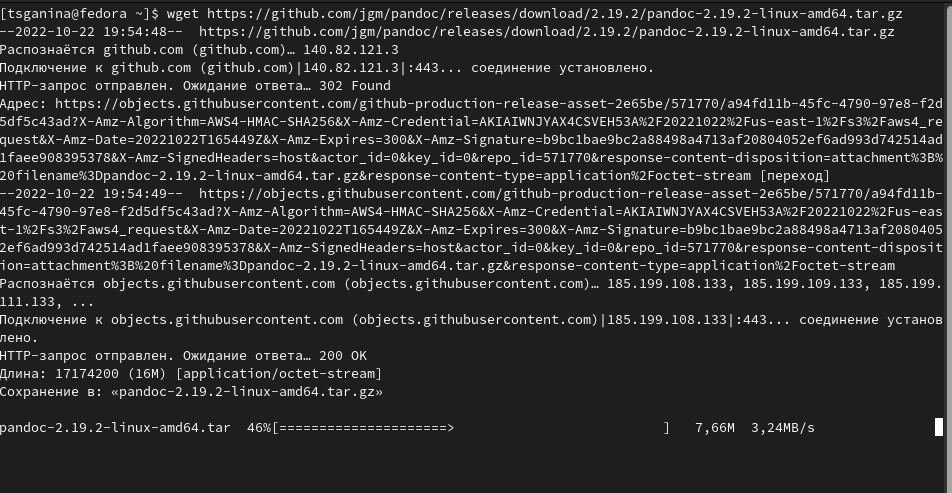 [tsganina@fedora ~]$ wget https://github.com/jgm/pandoc/releases/download/2.19.2/pandoc-2.19.2-linux-amd64.tar.gz
--2022-10-22 19:54:48--  https://github.com/jgm/pandoc/releases/download/2.19.2/pandoc-2.19.2-linux-amd64.tar.gz
Распознаётся github.com (github.com)… 140.82.121.3
Подключение к github.com (github.com)|140.82.121.3|:443... соединение установлено.
HTTP-запрос отправлен. Ожидание ответа… 302 Found
Адрес: https://objects.githubusercontent.com/github-production-release-asset-2e65be/571770/a94fd11b-45fc-4790-97e8-f2d
5df5c43ad?X-Amz-Algorithm=AWS4-HMAC-SHA256&X-Amz-Credential=AKIAIWNJYAX4CSVEH53A%2F20221022%2Fus-east-1%2Fs3%2Faws4_re
quest&X-Amz-Date=20221022T165449Z&X-Amz-Expires=300&X-Amz-Signature=b9bc1bae9bc2a88498a4713af20804052ef6ad993d742514ad
1faee908395378&X-Amz-SignedHeaders=host&actor_id=0&key_id=0&repo_id=571770&response-content-disposition=attachment%3B%
20filename%3Dpandoc-2.19.2-linux-amd64.tar.gz&response-content-type=application%2Foctet-stream [переход]
--2022-10-22 19:54:49--  https://objects.githubusercontent.com/github-production-release-asset-2e65be/571770/a94fd11b-
45fc-4790-97e8-f2d5df5c43ad?X-Amz-Algorithm=AWS4-HMAC-SHA256&X-Amz-Credential=AKIAIWNJYAX4CSVEH53A%2F20221022%2Fus-eas
t-1%2Fs3%2Faws4_request&X-Amz-Date=20221022T165449Z&X-Amz-Expires=300&X-Amz-Signature=b9bc1bae9bc2a88498a4713af2080405
2ef6ad993d742514ad1faee908395378&X-Amz-SignedHeaders=host&actor_id=0&key_id=0&repo_id=571770&response-content-disposit
ion=attachment%3B%20filename%3Dpandoc-2.19.2-linux-amd64.tar.gz&response-content-type=application%2Foctet-stream
Распознаётся objects.githubusercontent.com (objects.githubusercontent.com)… 185.199.108.133, 185.199.109.133, 185.199.
111.133, ...
Подключение к objects.githubusercontent.com (objects.githubusercontent.com)|185.199.108.133|:443... соединение установ
лено.
HTTP-запрос отправлен. Ожидание ответа… 200 OK
Длина: 17174200 (16M) [application/octet-stream]
Сохранение в: «pandoc-2.19.2-linux-amd64.tar.gz»
pandoc-2.19.2-linux-amd64.tar  46%[=====================>                          ]   7,66M  3,24MB/s